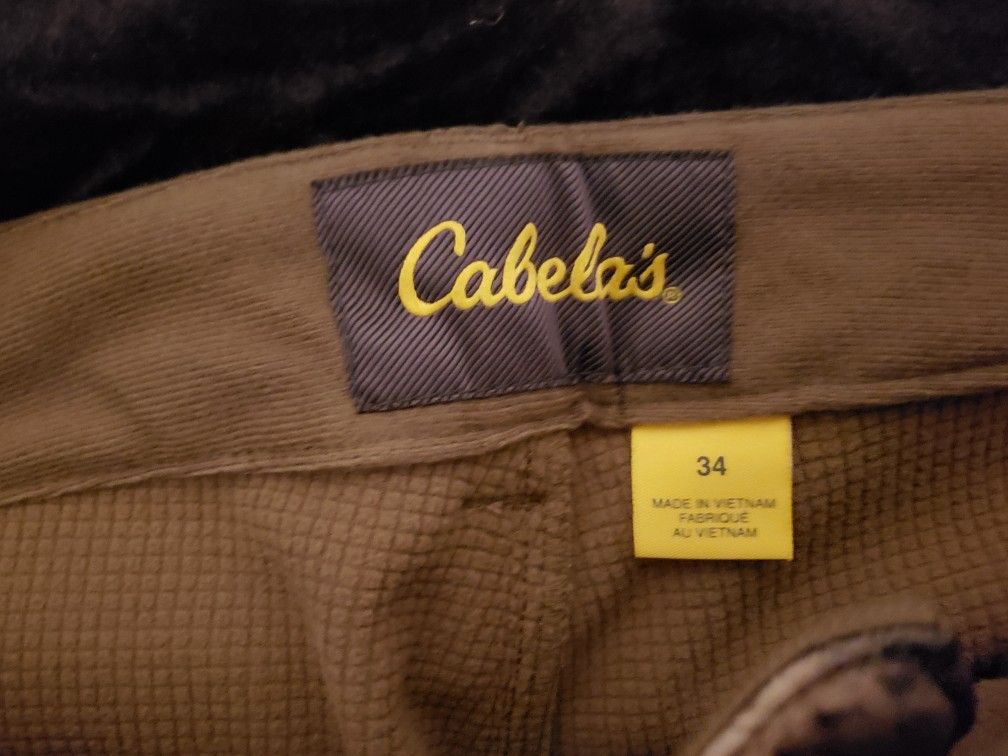 Cabela's®
34
MADE IN VIETNAM
FABRIQUÉ
AU VIETNAM